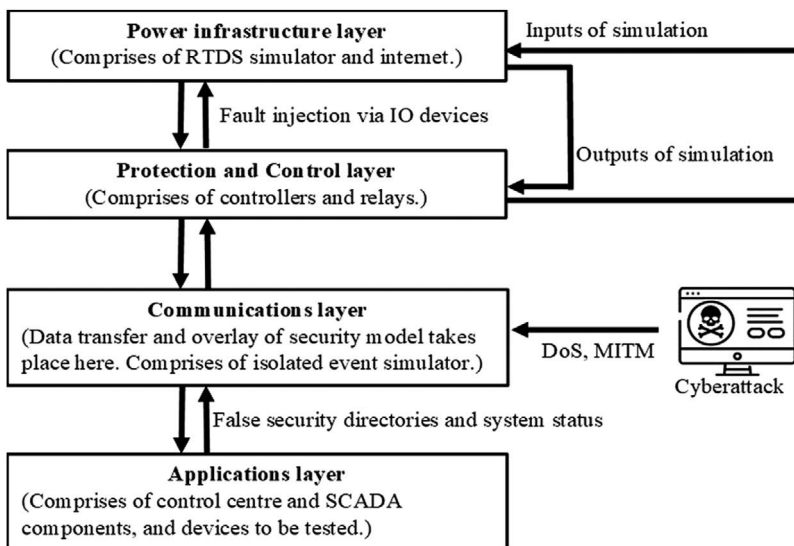 Power infrastructure layer
(Comprises of RTDS simulator and internet.)
Inputs of simulation
Fault injection via IO devices
Outputs of simulation
Protection and Control layer
(Comprises of controllers and relays.)
Communications layer
(Data transfer and overlay of security model takes
place here. Comprises of isolated event simulator.)
DoS, MITM
Cyberattack
False security directories and system status
Applications layer
(Comprises of control centre and SCADA
components, and devices to be tested.)